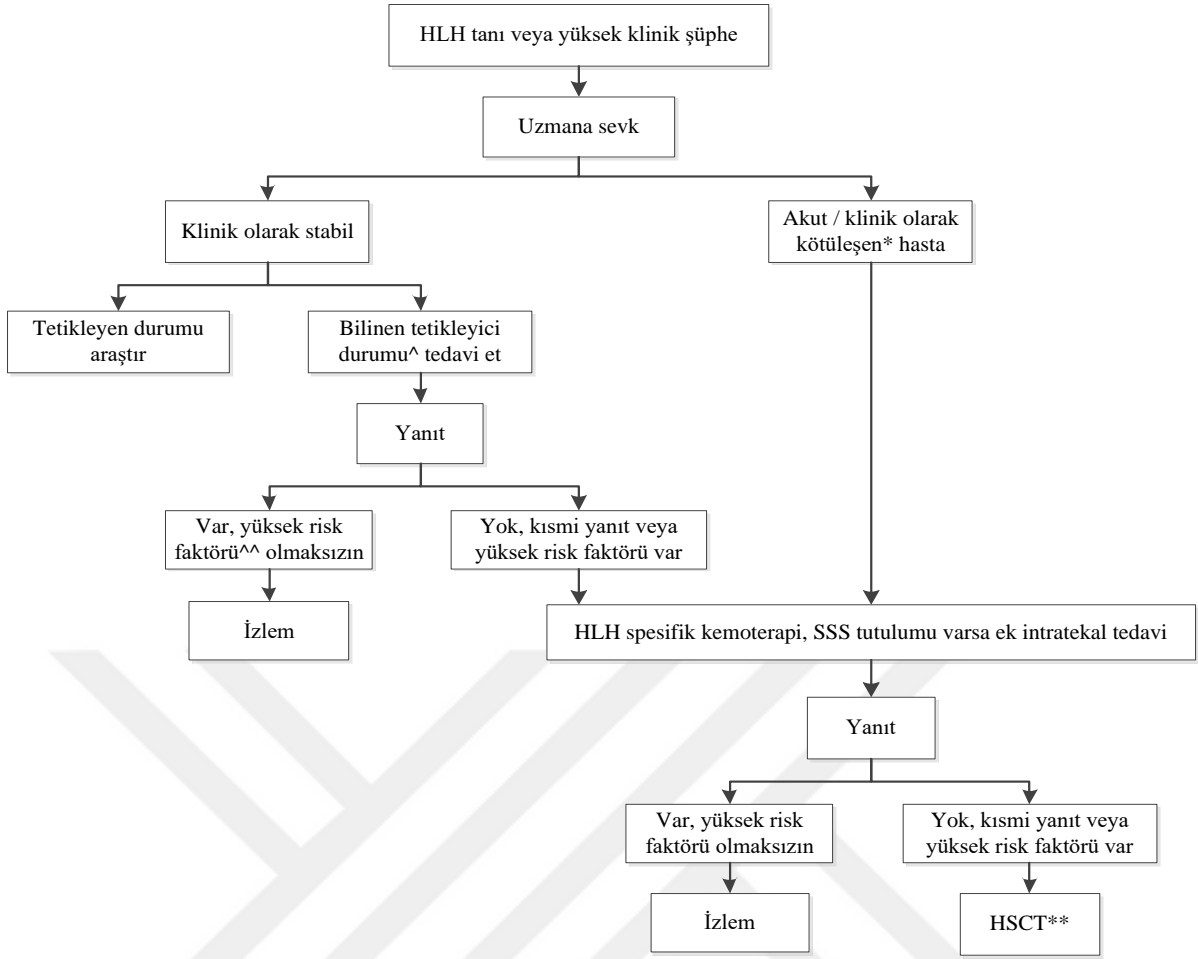 HLH tanı veya yüksek klinik şüphe
Uzmana sevk
Klinik olarak stabil
Akut / klinik olarak
kötüleşen* hasta
Tetikleyen durumu
araştır
Bilinen tetikleyici
durumu^ tedavi et
Yanıt
Var, yüksek risk
faktörü^^ olmaksızın
Yok, kısmi yanıt veya
yüksek risk faktörü var
İzlem
HLH spesifik kemoterapi, SSS tutulumu varsa ek intratekal tedavi
Yanıt
Var, yüksek risk
faktörü olmaksızın
Yok, kısmi yanıt veya
yüksek risk faktörü var
İzlem
HSCT**